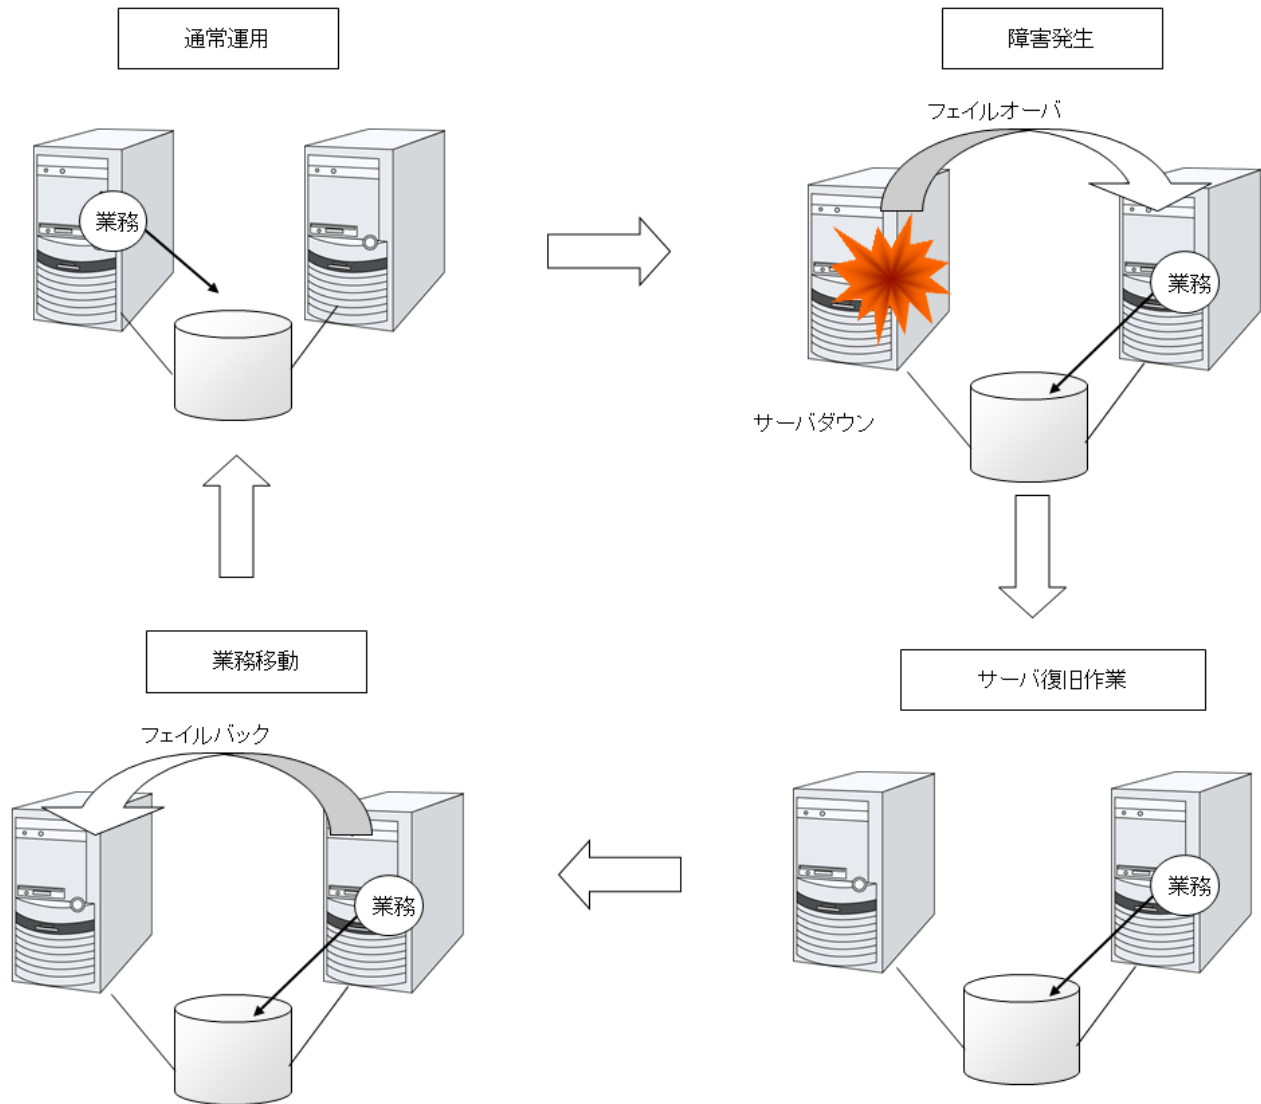 通常運用
障害発生
フェイルオーバ
業務
業務
サーバダウン
業務移動
サーバ復旧作業
フェイルバック
業務
業務